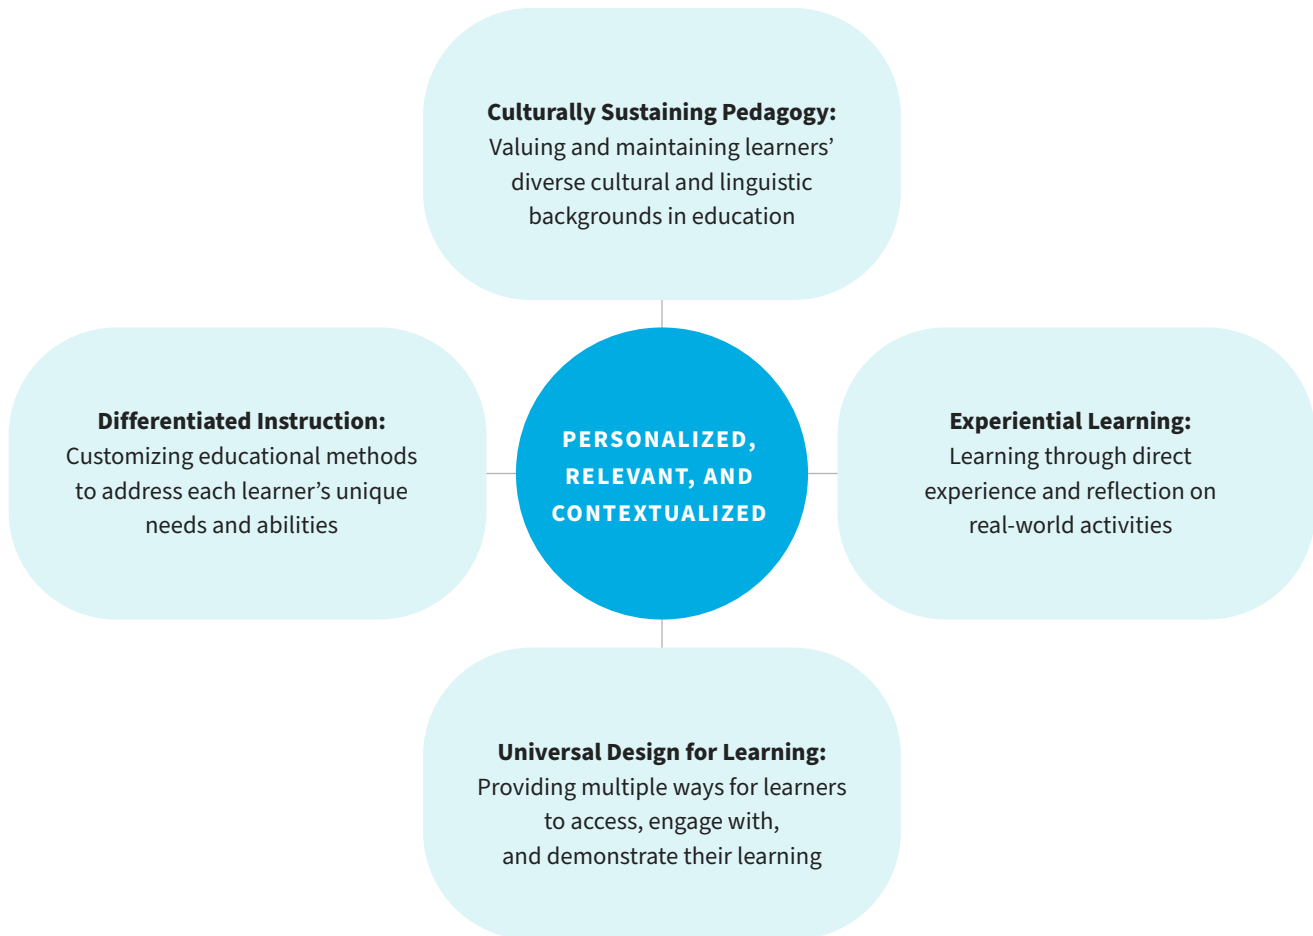 Culturally Sustaining Pedagogy:
Valuing and maintaining learners’
diverse cultural and linguistic
backgrounds in education
Differentiated Instruction:
Customizing educational methods
to address each learner’s unique
needs and abilities
PERSONALIZED,
RELEVANT, AND
CONTEXTUALIZED
Experiential Learning:
Learning through direct
experience and reflection on
real-world activities
Universal Design for Learning:
Providing multiple ways for learners
to access, engage with,
and demonstrate their learning